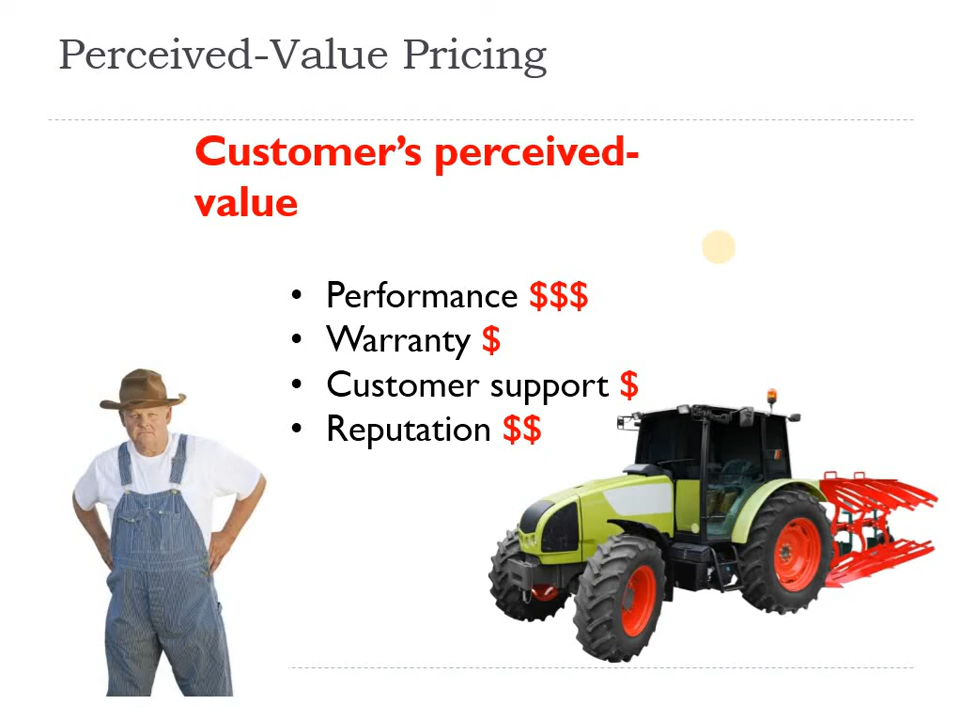 Perceived-Value Pricing
Customer's perceived-
value
• Performance $$$
• Warranty $
• Customer support $
• Reputation $$